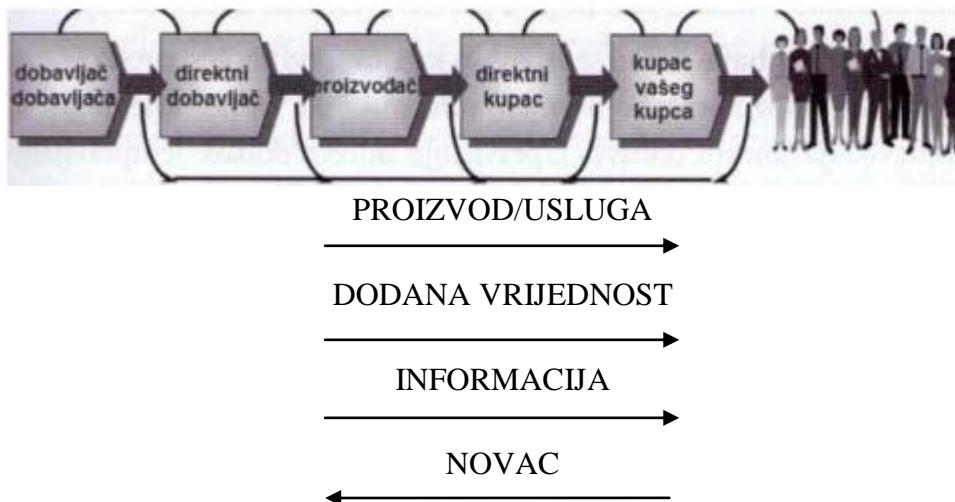 dobavljač
dobavljača
direktni
dobavljač
proizvođač
direktni
kupac
kupac
vašeg
kupca
PROIZVOD/USLUGA
DODANA VRIJEDNOST
INFORMACIJA
NOVAC